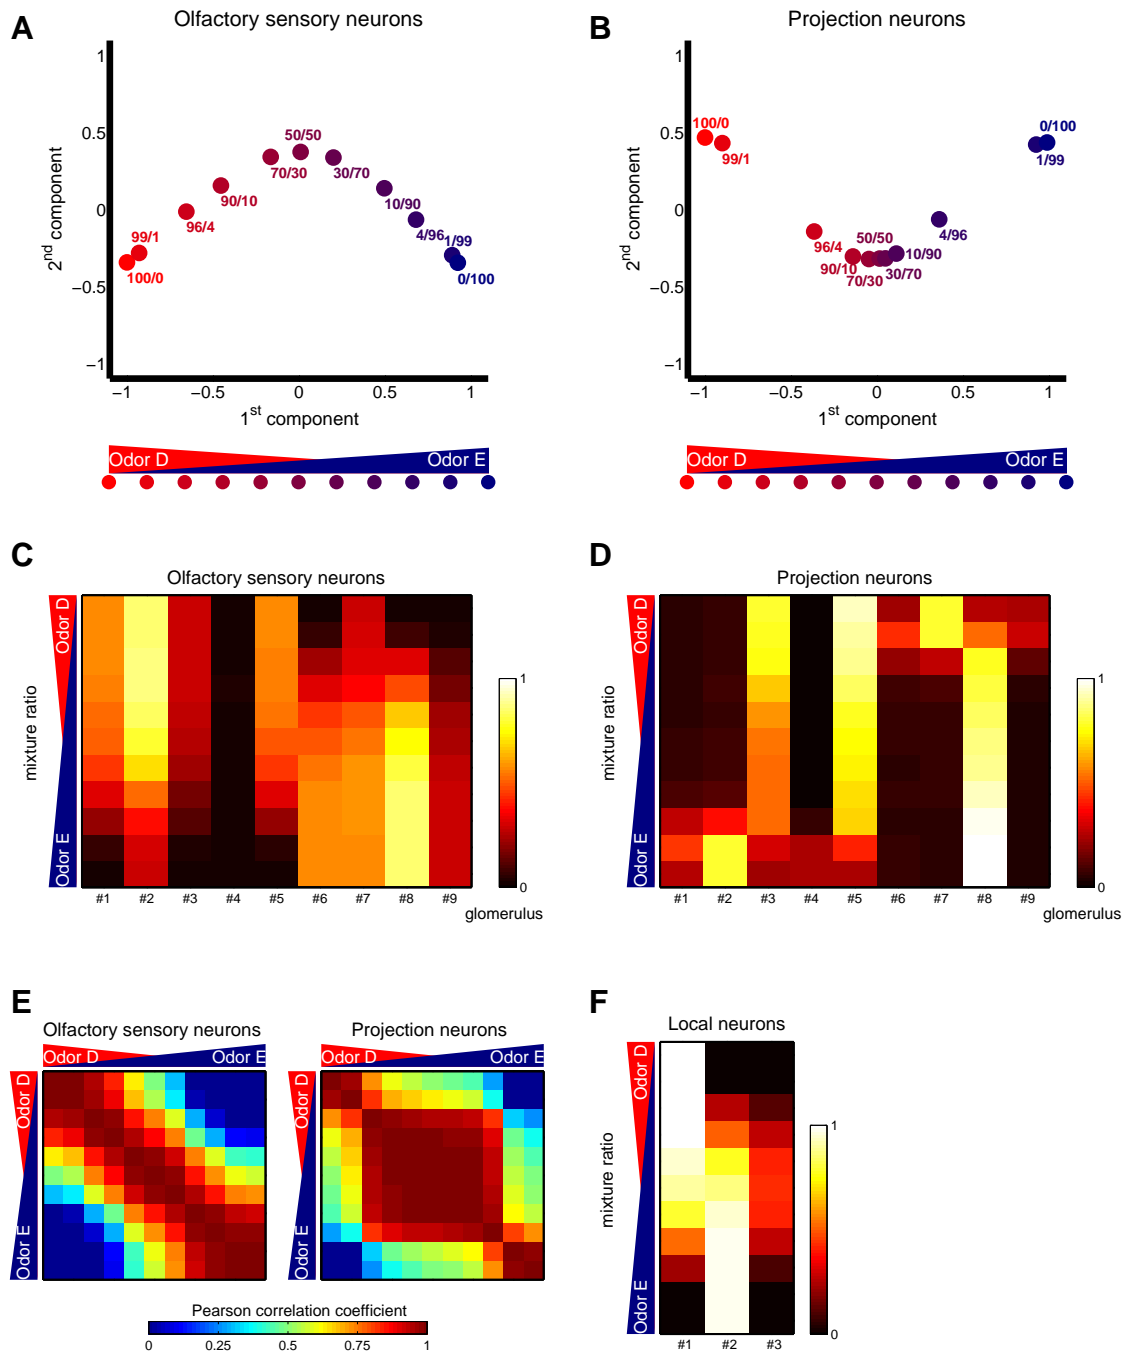 A
Olfactory sensory neurons
1
0.5
0
−0.5
−1
2nd component
100/0
99/1
96/4
90/10
70/30
50/50
30/70
10/90
4/96
1/99
0/100
−1 −0.5 0 0.5 1
1st component
Odor D Odor E
B
Projection neurons
1
0.5
0
−0.5
−1
2nd component
100/0
99/1
96/4
90/10
70/30
50/50
30/70
10/90
4/96
1/99
0/100
−1 −0.5 0 0.5 1
1st component
Odor D Odor E
C
Olfactory sensory neurons
mixture ratio
Odor D
Odor E
#1 #2 #3 #4 #5 #6 #7 #8 #9
glomerulus
1
0
D
Projection neurons
mixture ratio
Odor D
Odor E
#1 #2 #3 #4 #5 #6 #7 #8 #9
glomerulus
1
0
E
Olfactory sensory neurons
Odor D Odor E
Odor D
Odor E
Projection neurons
Odor D Odor E
Odor D
Odor E
Pearson correlation coefficient
0 0.25 0.5 0.75 1
F
Local neurons
mixture ratio
Odor D
Odor E
#1 #2 #3
1
0